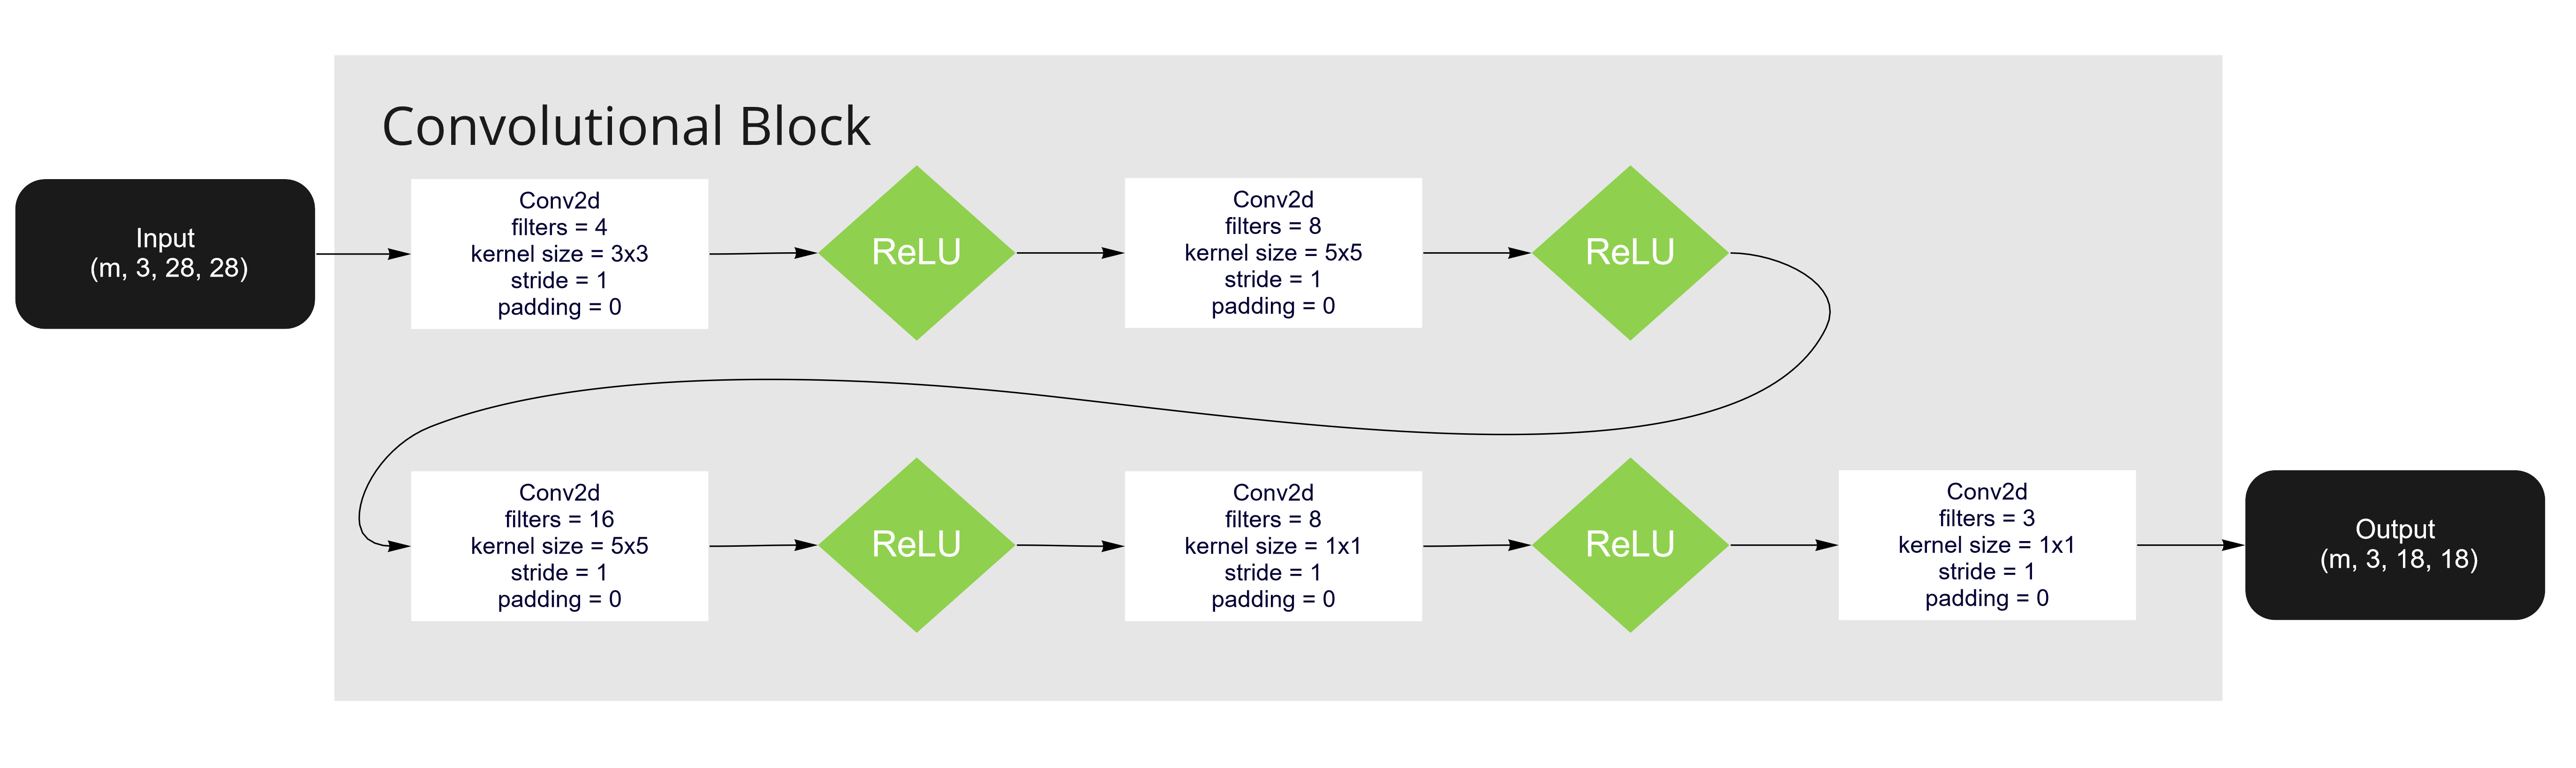 Convolutional Block
Input
(m, 3, 28, 28)
Conv2d
filters = 4
kernel size = 3x3
stride = 1
padding = 0
ReLU
Conv2d
filters = 8
kernel size = 5x5
stride = 1
padding = 0
ReLU
Conv2d
filters = 16
kernel size = 5x5
stride = 1
padding = 0
ReLU
Conv2d
filters = 8
kernel size = 1x1
stride = 1
padding = 0
ReLU
Conv2d
filters = 3
kernel size = 1x1
stride = 1
padding = 0
Output
(m, 3, 18, 18)